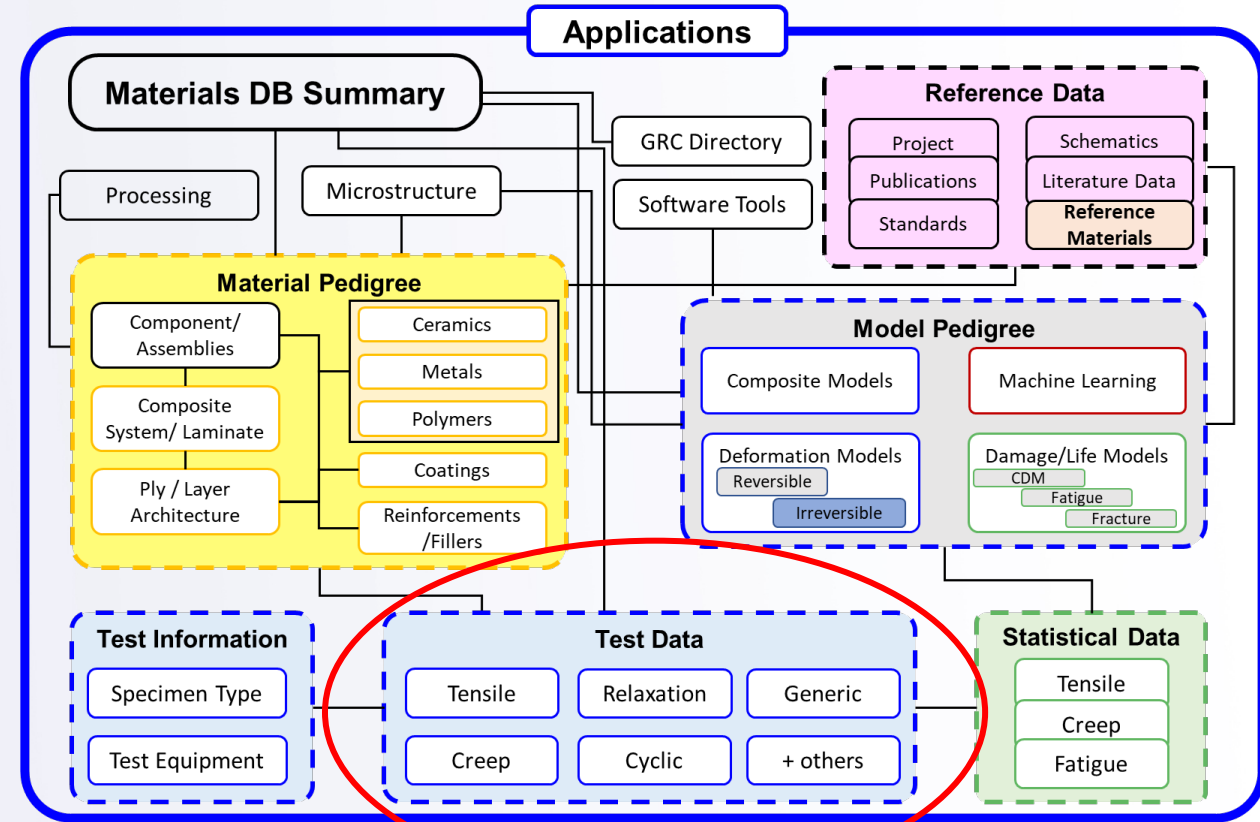 Applications
Materials DB Summary
Processing
Microstructure
GRC Directory
Software Tools
Reference Data
Project
Publications
Standards
Schematics
Literature Data
Reference
Materials
Material Pedigree
Component/
Assemblies
Composite
System/ Laminate
Ply / Layer
Architecture
Ceramics
Metals
Polymers
Coatings
Reinforcements
/Fillers
Model Pedigree
Composite Models
Machine Learning
Deformation Models
Reversible
Irreversible
Damage/Life Models
CDM
Fatigue
Fracture
Test Information
Specimen Type
Test Equipment
Test Data
Tensile
Relaxation
Generic
Creep
Cyclic
+ others
Statistical Data
Tensile
Creep
Fatigue